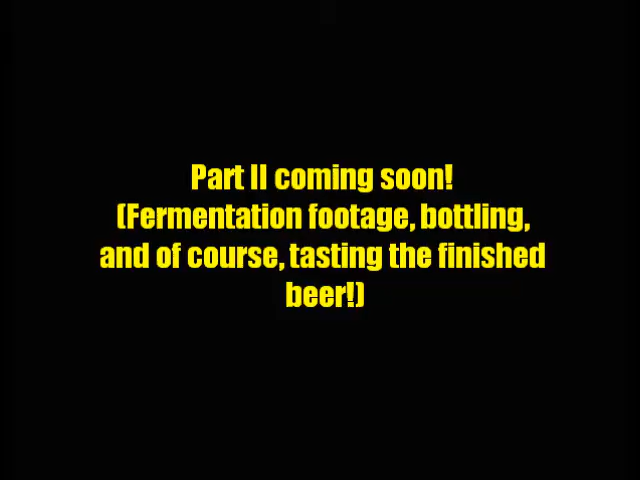 Part II coming soon!
(Fermentation footage, bottling,
and of course, tasting the finished
beer!)